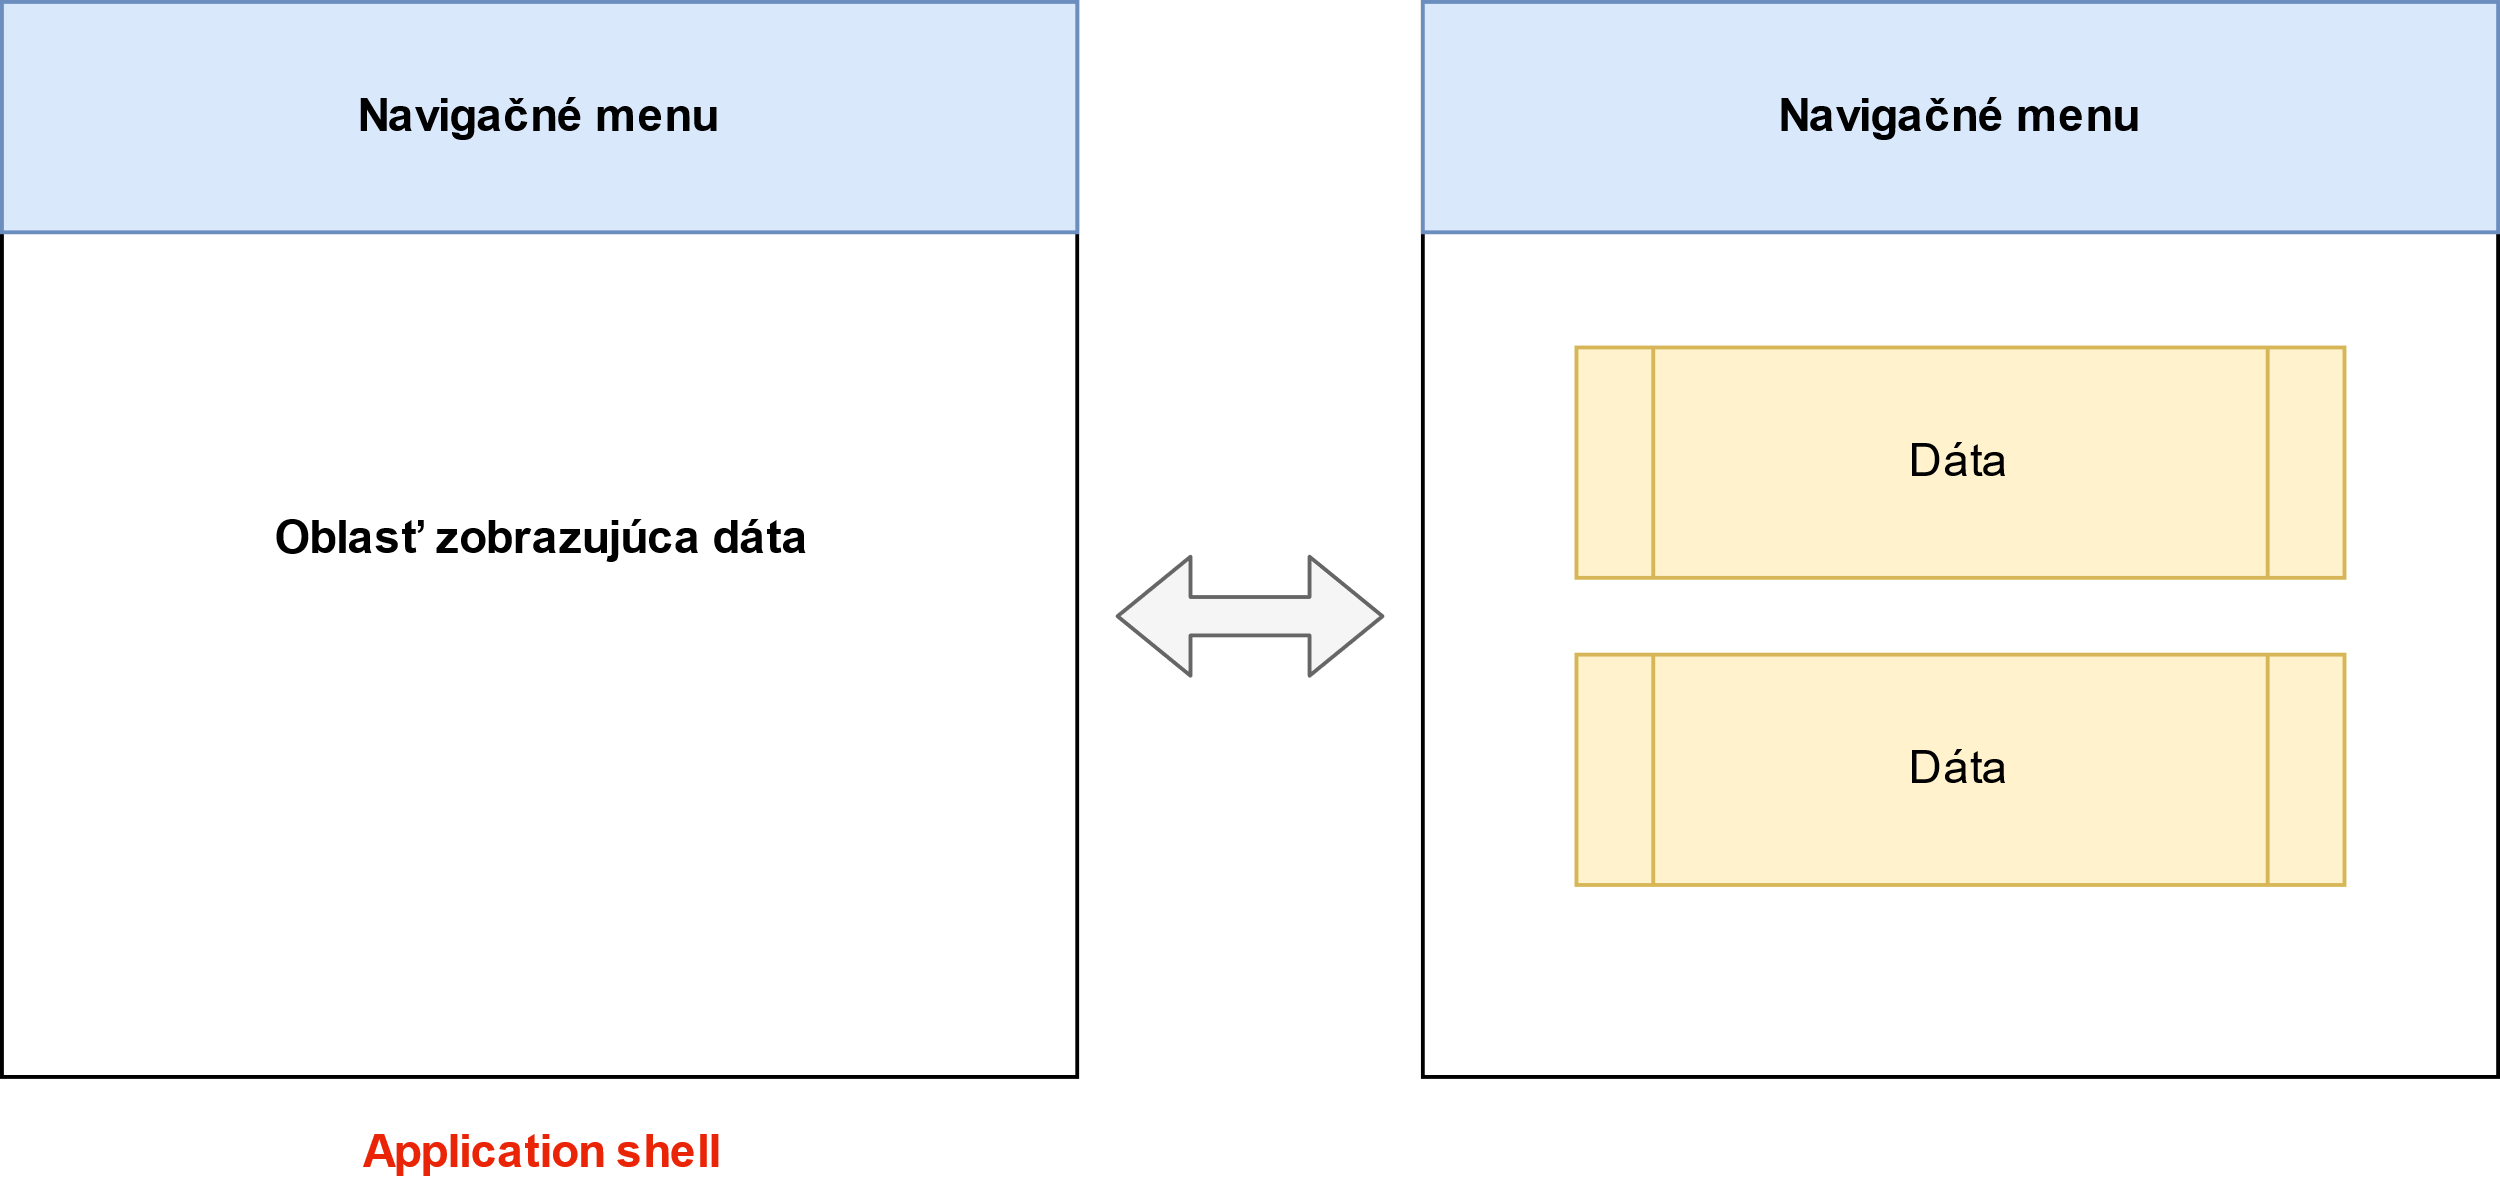 Navigačné menu
Oblasť zobrazujúca dáta
Application shell
Navigačné menu
Dáta
Dáta